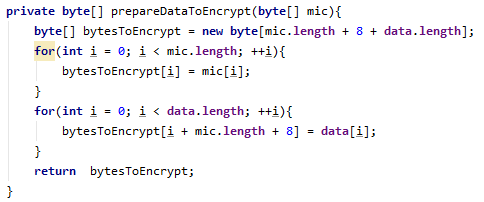 private byte[] prepareDataToEncrypt(byte[] mic){
    byte[] bytesToEncrypt = new byte[mic.length + 8 + data.length];
    for(int i = 0; i < mic.length; ++i){
        bytesToEncrypt[i] = mic[i];
    }
    for(int i = 0; i < data.length; ++i){
        bytesToEncrypt[i + mic.length + 8] = data[i];
    }
    return  bytesToEncrypt;
}